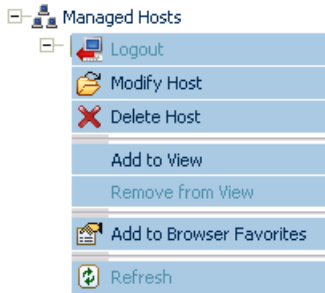 Managed Hosts
Logout
Modify Host
Delete Host
Add to View
Remove from View
Add to Browser Favorites
Refresh